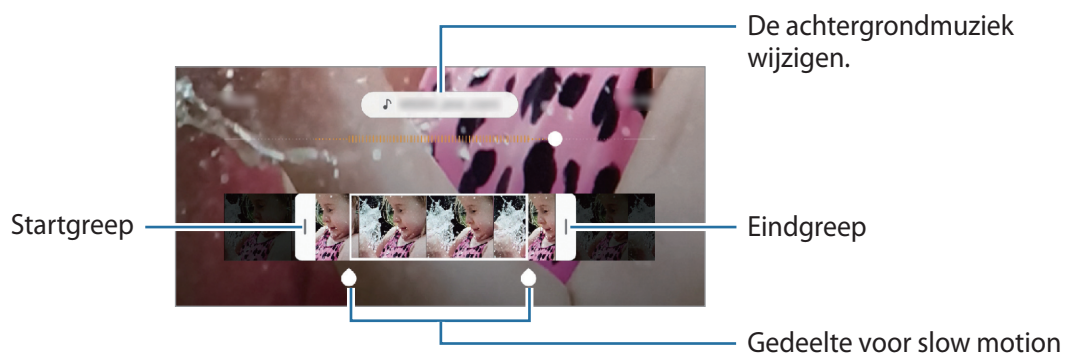 De achtergrondmuziek
wijzigen.
Startgreep
Eindgreep
Gedeelte voor slow motion